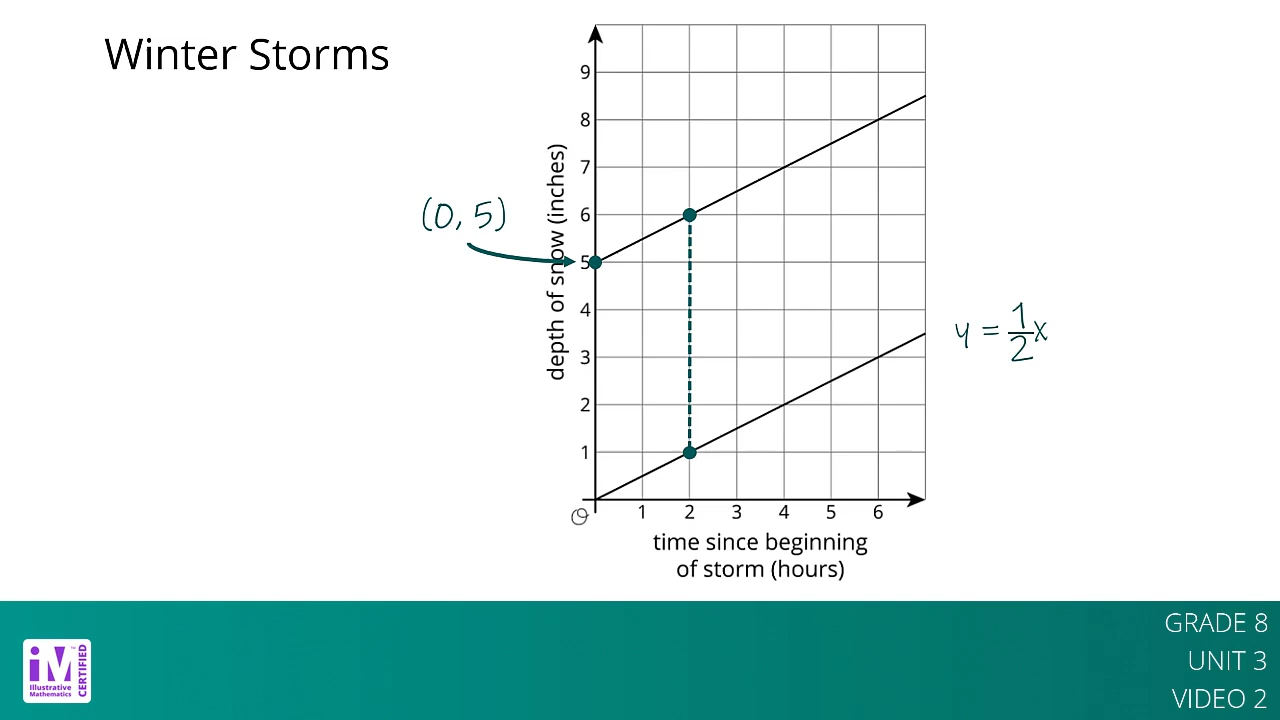 Winter Storms
9
8
7
6
5
4
3
2
1
depth of snow (inches)
(0, 5)
y = 1/2 x
O
1 2 3 4 5 6
time since beginning
of storm (hours)
iM
Illustrative
Mathematics
CERTIFIED
GRADE 8
UNIT 3
VIDEO 2